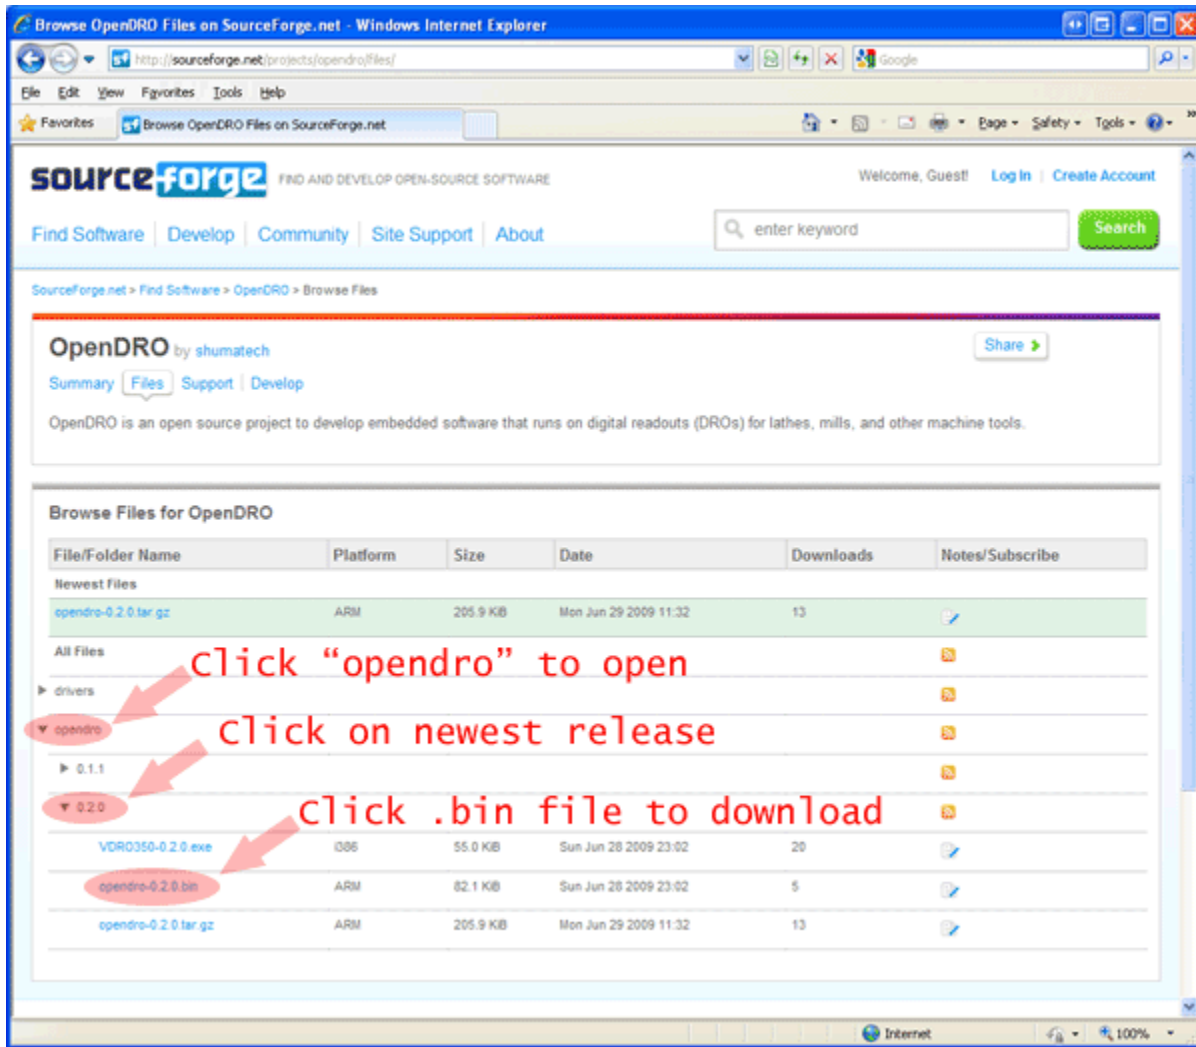 Browse OpenDRO Files on SourceForge.net - Windows Internet Explorer
http://sourceforge.net/projects/opendro/files/ Google
File Edit View Favorites Tools Help
Favorites Browse OpenDRO Files on SourceForge.net Page Safety Tools
sourceforge FIND AND DEVELOP OPEN-SOURCE SOFTWARE Welcome, Guest! Log In Create Account
Find Software Develop Community Site Support About enter keyword Search
SourceForge.net > Find Software > OpenDRO > Browse Files
OpenDRO by shumatech Share
Summary Files Support Develop
OpenDRO is an open source project to develop embedded software that runs on digital readouts (DROs) for lathes, mills, and other machine tools.
Browse Files for OpenDRO
File/Folder Name Platform Size Date Downloads Notes/Subscribe
Newest Files
opendro-0.2.0.tar.gz ARM 205.9 KiB Mon Jun 29 2009 11:32 13
All Files
Click “opendro” to open
drivers
opendro
Click on newest release
0.1.1
0.2.0
Click .bin file to download
VDRO350-0.2.0.exe i386 55.0 KiB Sun Jun 28 2009 23:02 20
opendro-0.2.0.bin ARM 82.1 KiB Sun Jun 28 2009 23:02 5
opendro-0.2.0.tar.gz ARM 205.9 KiB Mon Jun 29 2009 11:32 13
Internet 100%